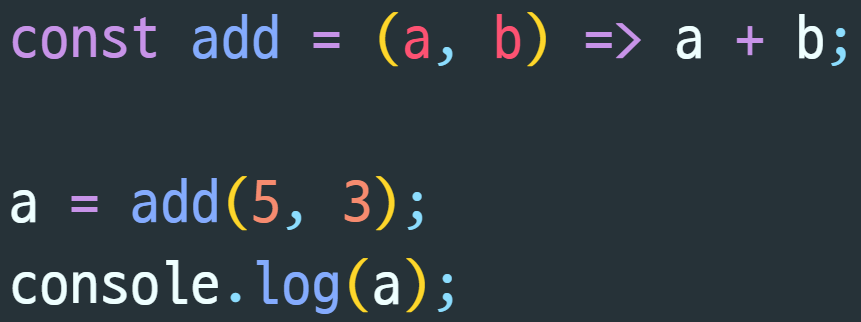 const add = (a, b) => a + b;
a = add(5, 3);
console.log(a);